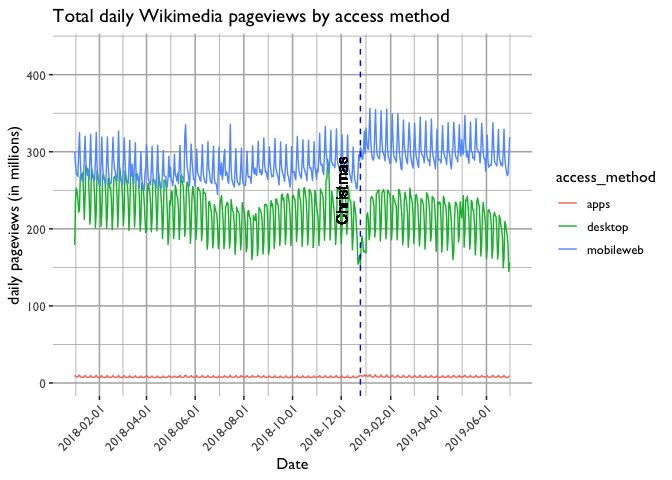 Total daily Wikimedia pageviews by access method
daily pageviews (in millions)
400
300
200
100
0
Christmas
2018-02-01
2018-04-01
2018-06-01
2018-08-01
2018-10-01
2018-12-01
2019-02-01
2019-04-01
2019-06-01
Date
access_method
apps
desktop
mobileweb